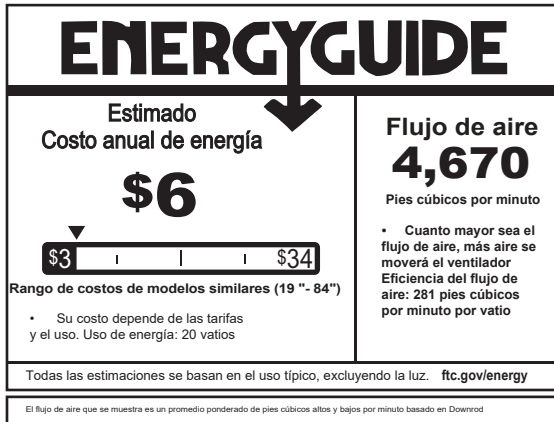 ENERGYGUIDE
Estimado
Costo anual de energía
$6
$3
$34
Rango de costos de modelos similares (19 "- 84")
• Su costo depende de las tarifas
y el uso. Uso de energía: 20 vatios
Flujo de aire
4,670
Pies cúbicos por minuto
• Cuanto mayor sea el
flujo de aire, más aire se
moverá el ventilador
Eficiencia del flujo de
aire: 281 pies cúbicos
por minuto por vatio
Todas las estimaciones se basan en el uso típico, excluyendo la luz. ftc.gov/energy
El flujo de aire que se muestra es un promedio ponderado de pies cúbicos altos y bajos por minuto basado en Downrod